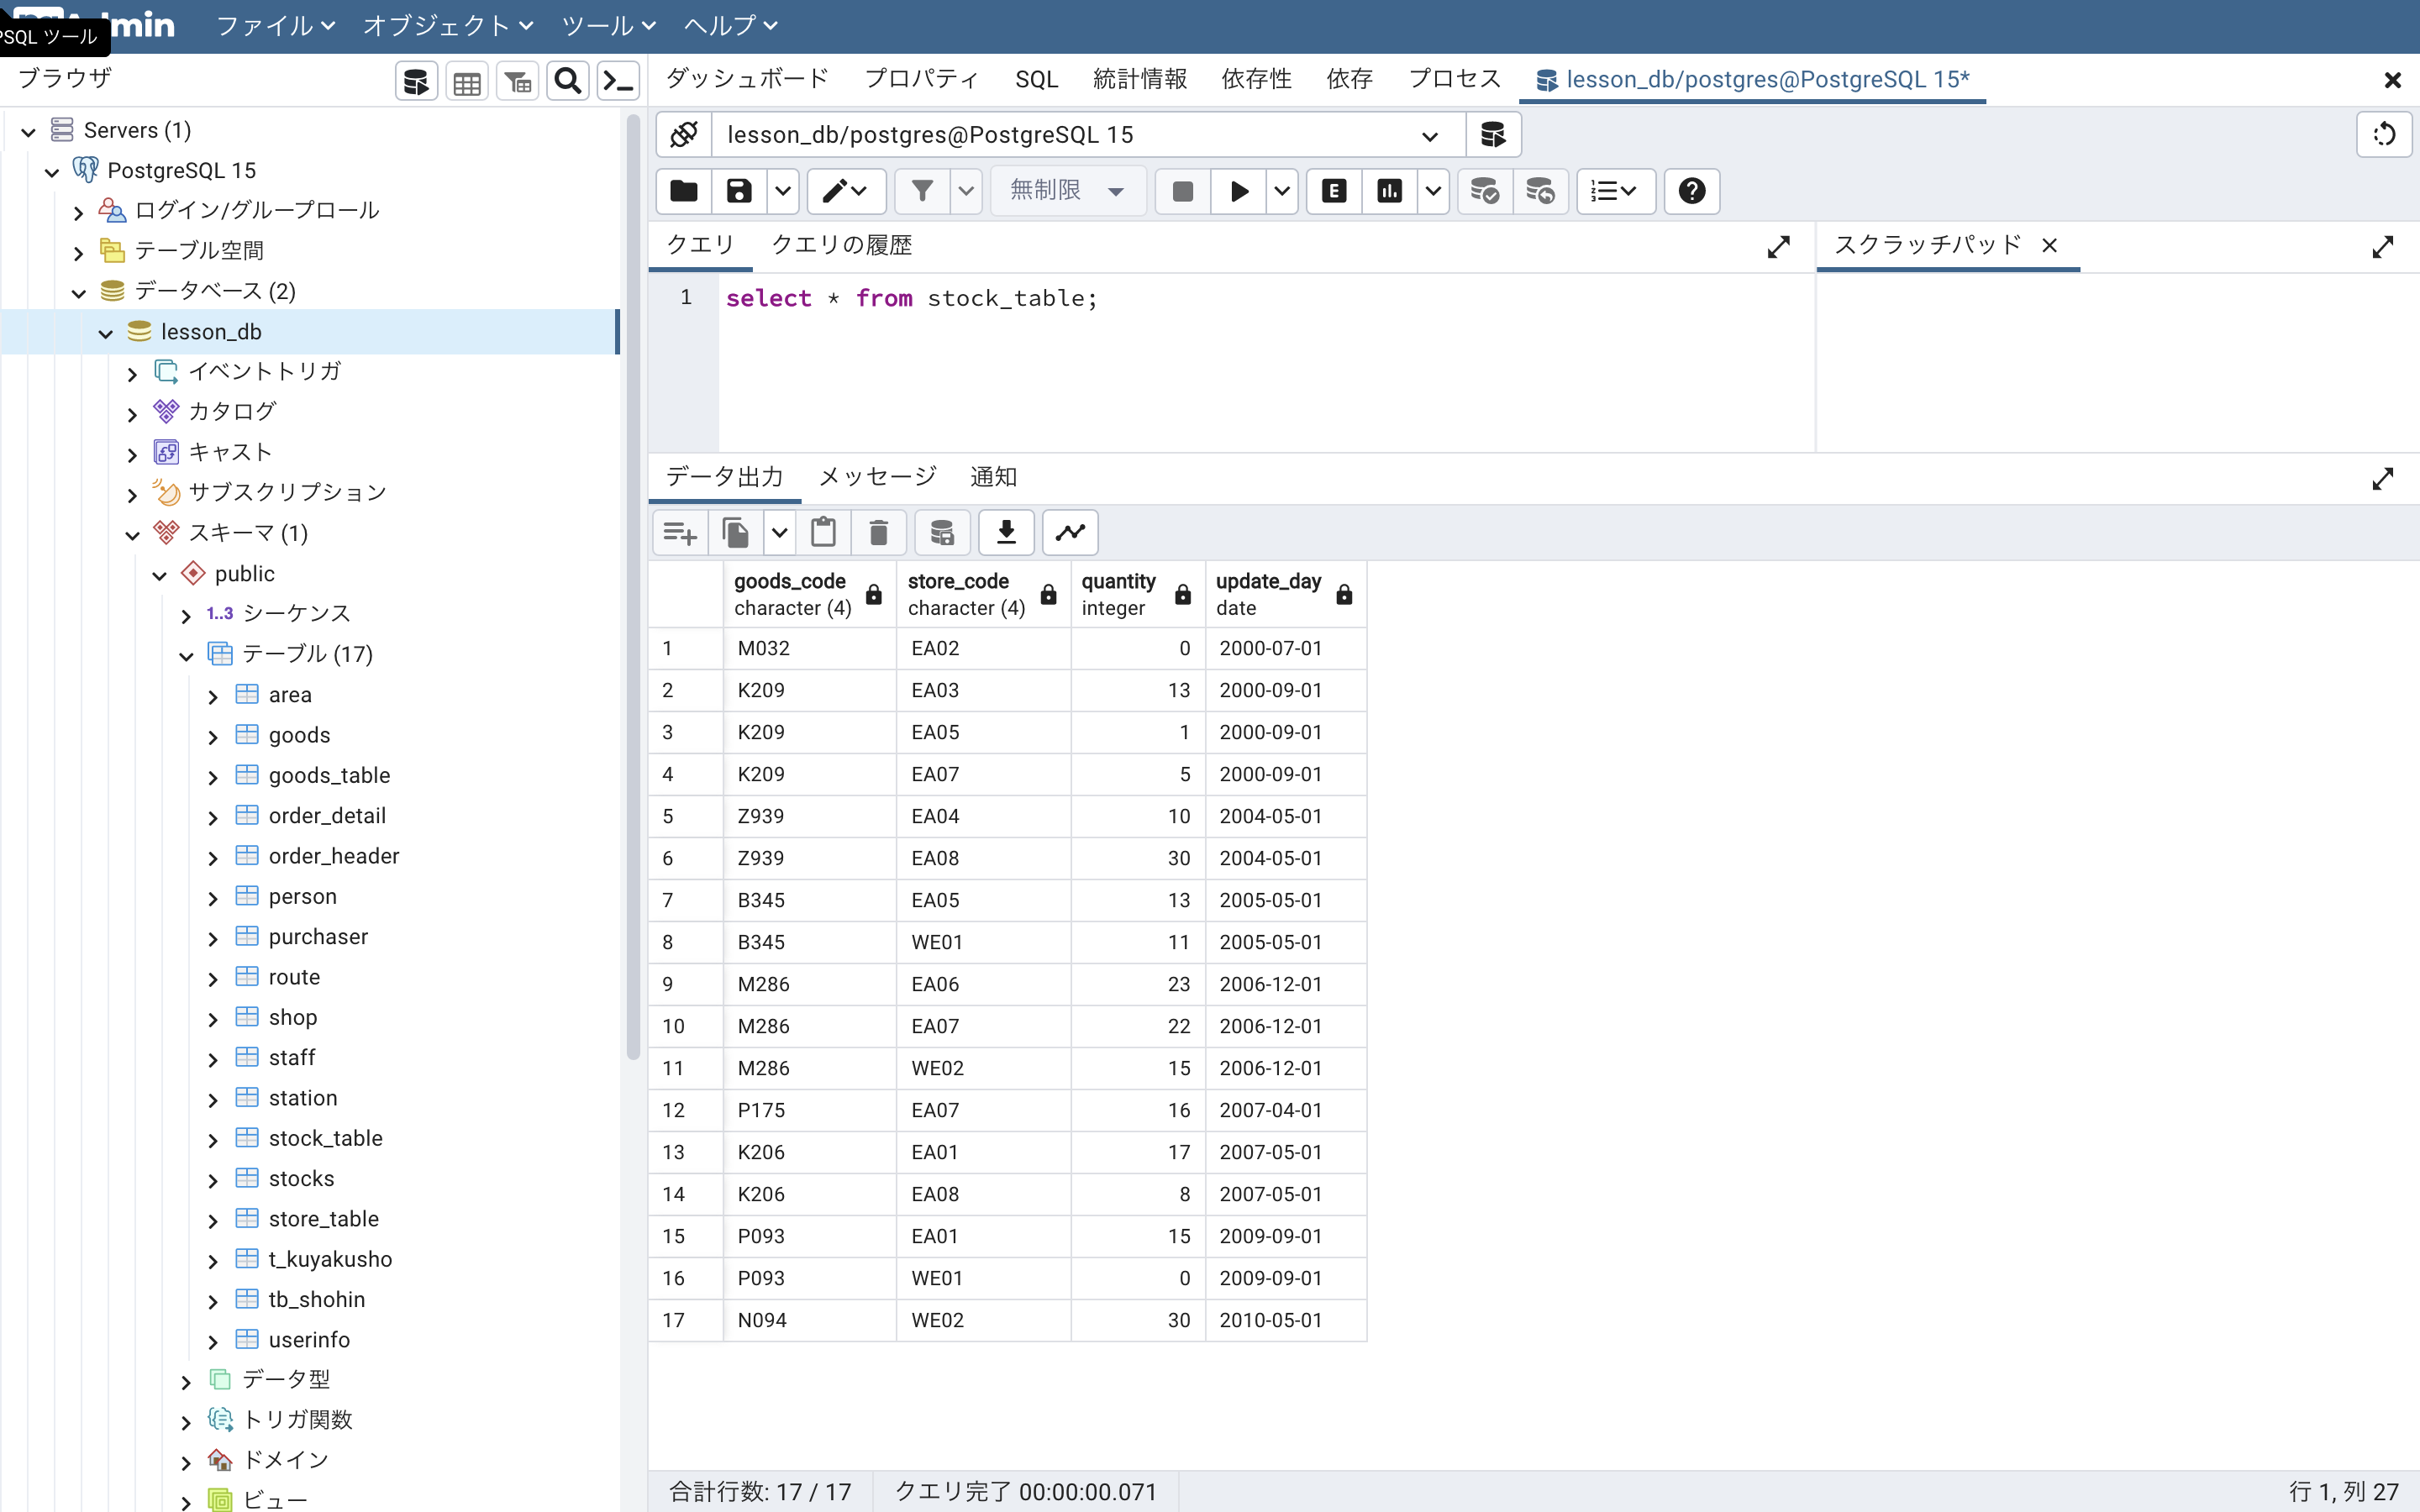 Admin ファイル オブジェクト ツール ヘルプ
PSQL ツール
ブラウザ
Servers (1)
PostgreSQL 15
ログイン/グループロール
テーブル空間
データベース (2)
lesson_db
イベントトリガ
カタログ
キャスト
サブスクリプション
スキーマ (1)
public
1..3 シーケンス
テーブル (17)
area
goods
goods_table
order_detail
order_header
person
purchaser
route
shop
staff
station
stock_table
stocks
store_table
t_kuyakusho
tb_shohin
userinfo
データ型
トリガ関数
ドメイン
ビュー
ダッシュボード プロパティ SQL 統計情報 依存性 依存 プロセス lesson_db/postgres@PostgreSQL 15*
lesson_db/postgres@PostgreSQL 15
無制限 E
クエリ クエリの履歴 スクラッチパッド
1 select * from stock_table;
データ出力 メッセージ 通知
goods_code store_code quantity update_day
character (4) character (4) integer date
1 M032 EA02 0 2000-07-01
2 K209 EA03 13 2000-09-01
3 K209 EA05 1 2000-09-01
4 K209 EA07 5 2000-09-01
5 Z939 EA04 10 2004-05-01
6 Z939 EA08 30 2004-05-01
7 B345 EA05 13 2005-05-01
8 B345 WE01 11 2005-05-01
9 M286 EA06 23 2006-12-01
10 M286 EA07 22 2006-12-01
11 M286 WE02 15 2006-12-01
12 P175 EA07 16 2007-04-01
13 K206 EA01 17 2007-05-01
14 K206 EA08 8 2007-05-01
15 P093 EA01 15 2009-09-01
16 P093 WE01 0 2009-09-01
17 N094 WE02 30 2010-05-01
合計行数: 17 / 17 クエリ完了 00:00:00.071 行 1, 列 27